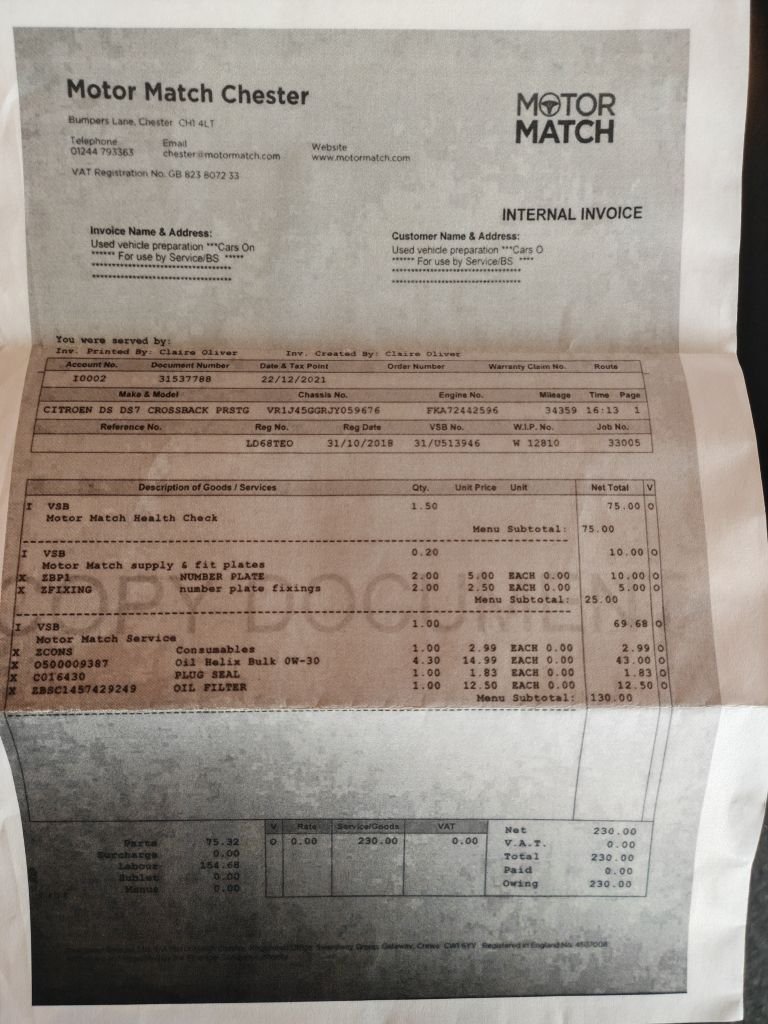 Motor Match Chester
MOTOR
MATCH
Bumpers Lane, Chester CH1 4LT
Telephone Email Website
01244 793363 chester@motormatch.com www.motormatch.com
VAT Registration No. GB 823 8072 33
INTERNAL INVOICE
Invoice Name & Address: Customer Name & Address:
Used vehicle preparation ***Cars On Used vehicle preparation ***Cars O
****** For use by Service/BS ***** ****** For use by Service/BS ****
You were served by:
Inv. Printed By: Claire Oliver Inv. Created By: Claire Oliver
Account No. Document Number Date & Tax Point Order Number Warranty Claim No. Route
I0002 31537788 22/12/2021
Make & Model Chassis No. Engine No. Mileage Time Page
CITROEN DS DS7 CROSSBACK PRSTG VR1J45GGRJY059676 FKA72442596 34359 16:13 1
Reference No. Reg No. Reg Date VSB No. W.I.P. No. Job No.
LD68TEO 31/10/2018 31/U513946 W 12810 33005
Description of Goods / Services Qty. Unit Price Unit Net Total V
I VSB 1.50 75.00 O
Motor Match Health Check
Menu Subtotal: 75.00
I VSB 0.20 10.00 O
Motor Match supply & fit plates
X ZBP1 NUMBER PLATE 2.00 5.00 EACH 0.00 10.00 O
X ZFIXING number plate fixings 2.00 2.50 EACH 0.00 5.00 O
Menu Subtotal: 25.00
COPY DOCUMENT
I VSB 1.00 69.68 O
Motor Match Service
X ZCONS Consumables 1.00 2.99 EACH 0.00 2.99 O
X O500009387 Oil Helix Bulk 0W-30 4.30 14.99 EACH 0.00 43.00 O
X C016430 PLUG SEAL 1.00 1.83 EACH 0.00 1.83 O
X ZBSC1457429249 OIL FILTER 1.00 12.50 EACH 0.00 12.50 O
Menu Subtotal: 130.00
V Rate Service/Goods VAT
O 0.00 230.00 0.00
Parts 75.32
Surcharge 0.00
Labour 154.68
Sublet 0.00
Menus 0.00
Net 230.00
V.A.T. 0.00
Total 230.00
Paid 0.00
Owing 230.00
Swansway Group, Gateway, Crewe CW1 6YY Registered in England No. 4507008